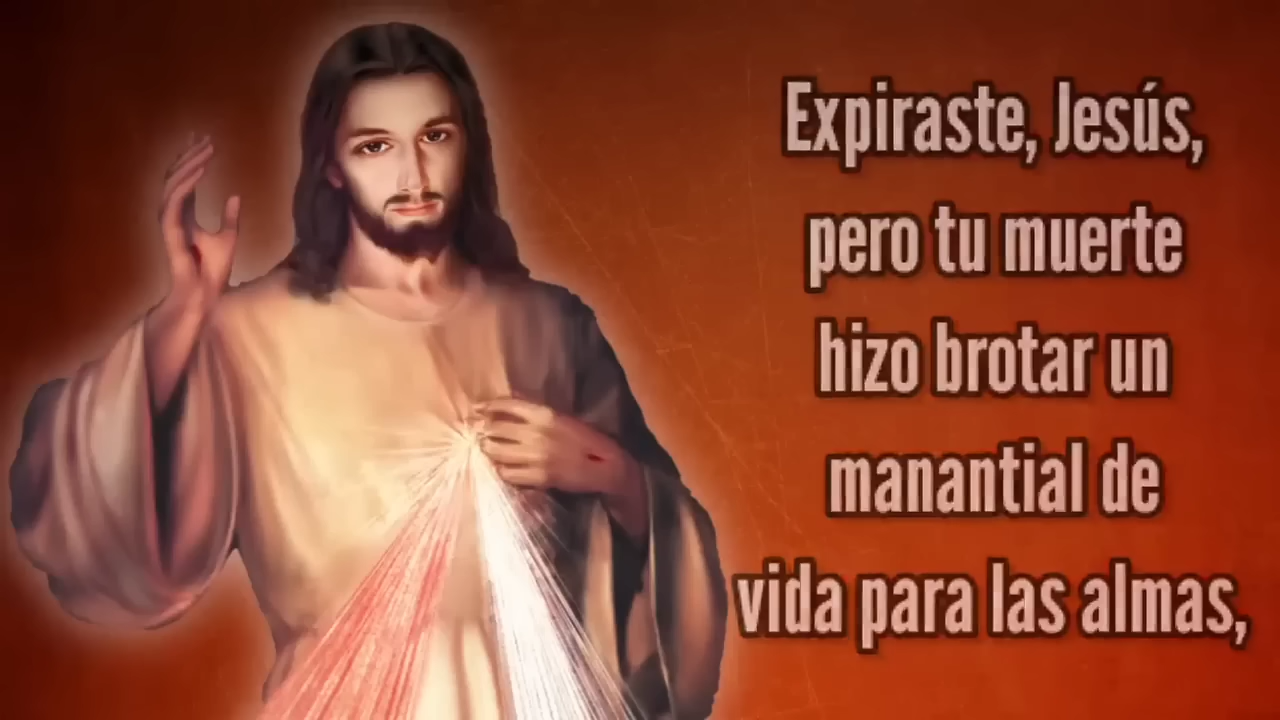 Expiraste, Jesús,
pero tu muerte
hizo brotar un
manantial de
vida para las almas,